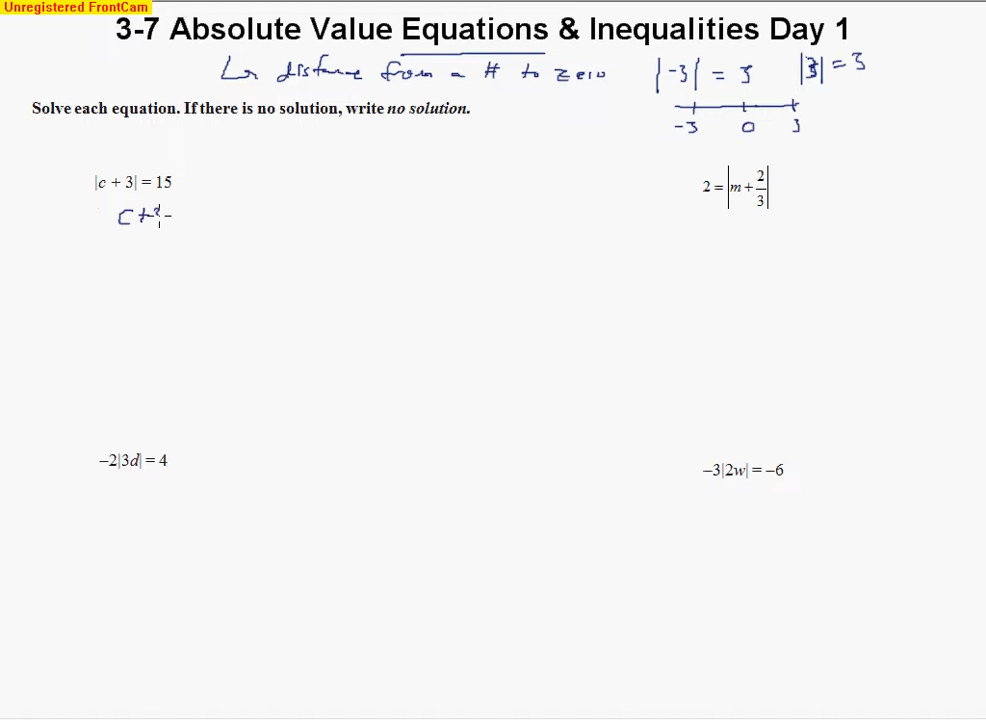 Unregistered FrontCam
3-7 Absolute Value Equations & Inequalities Day 1
distance from a # to zero |-3| = 3 |3| = 3
-3 0 3
Solve each equation. If there is no solution, write no solution.
|c + 3| = 15
2 = |m + 2/3|
c + 3
-2|3d| = 4
-3|2w| = -6